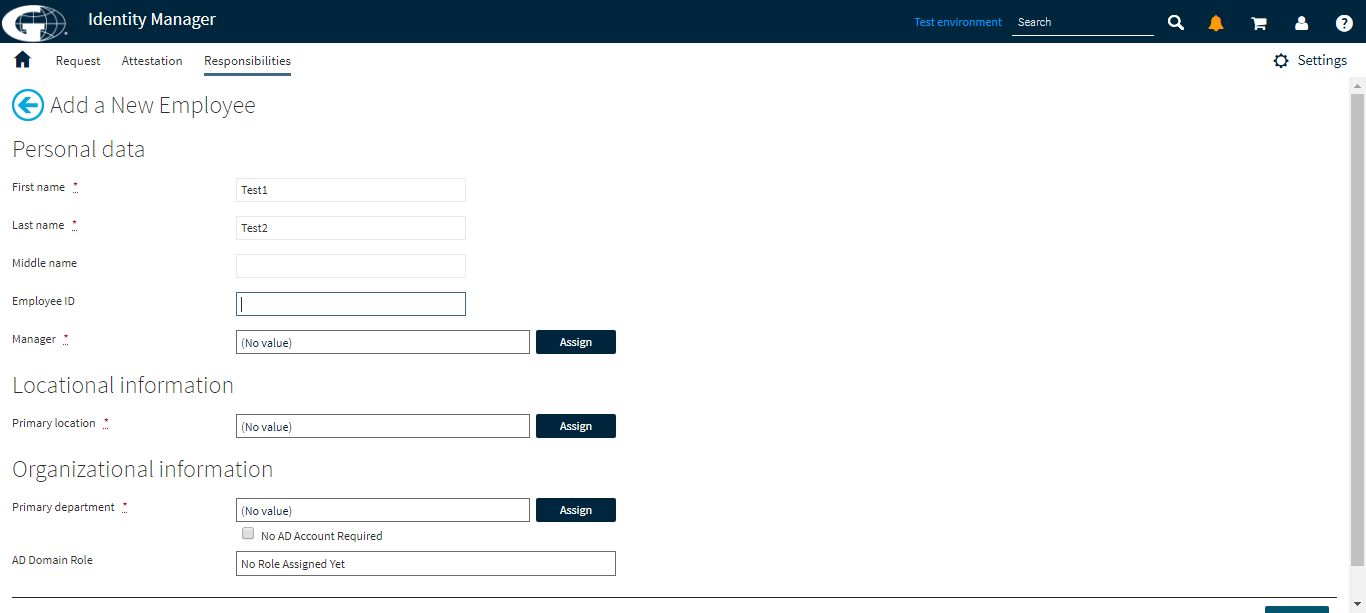 Identity Manager
Test environment
Search
Request Attestation Responsibilities
Settings
Add a New Employee
Personal data
First name *
Test1
Last name *
Test2
Middle name
Employee ID
Manager *
(No value)
Assign
Locational information
Primary location *
(No value)
Assign
Organizational information
Primary department *
(No value)
Assign
No AD Account Required
AD Domain Role
No Role Assigned Yet